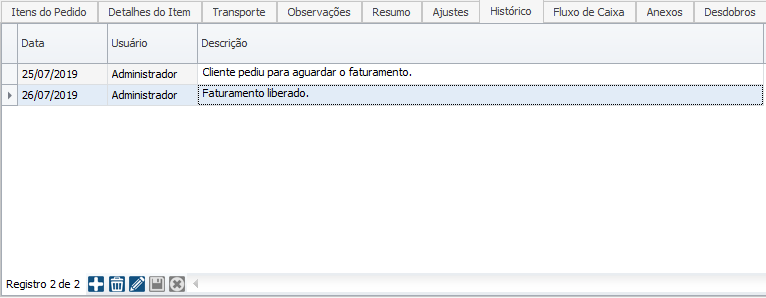 Itens do Pedido Detalhes do Item Transporte Observações Resumo Ajustes Histórico Fluxo de Caixa Anexos Desdobros
Data Usuário Descrição
25/07/2019 Administrador Cliente pediu para aguardar o faturamento.
26/07/2019 Administrador Faturamento liberado.
Registro 2 de 2